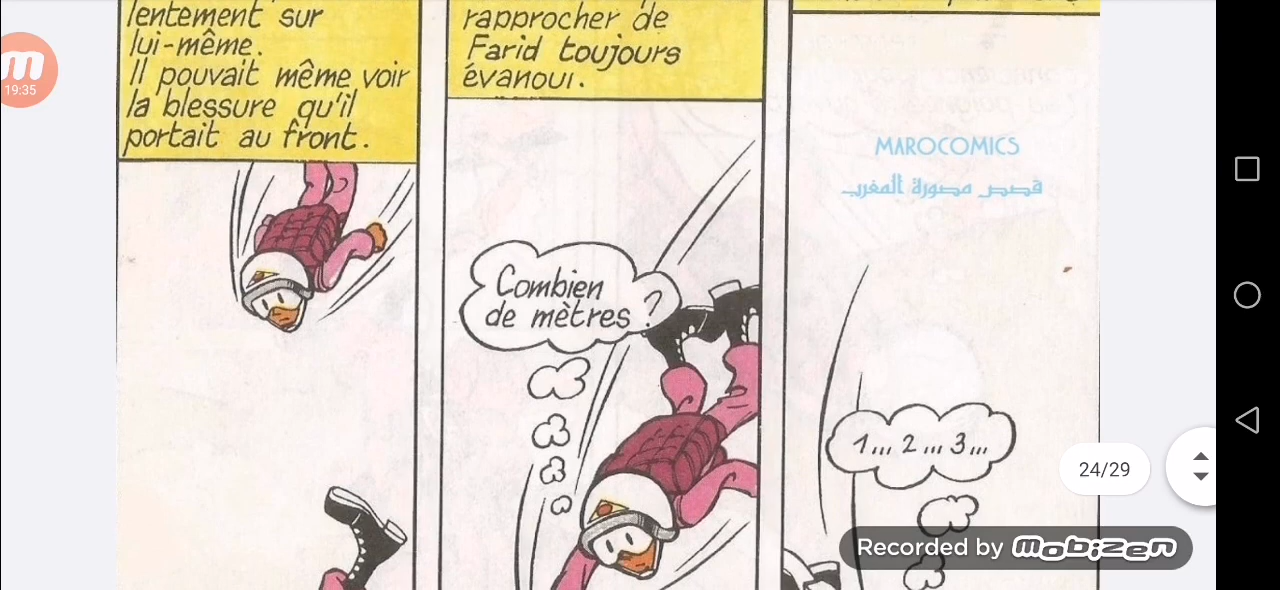 lentement sur
lui-même.
Il pouvait même voir
la blessure qu'il
portait au front.
rapprocher de
Farid toujours
évanoui.
Combien
de mètres ?
MAROCOMICS
قصص مصورة المغرب
1... 2... 3...
19:35
24/29
Recorded by mobizen